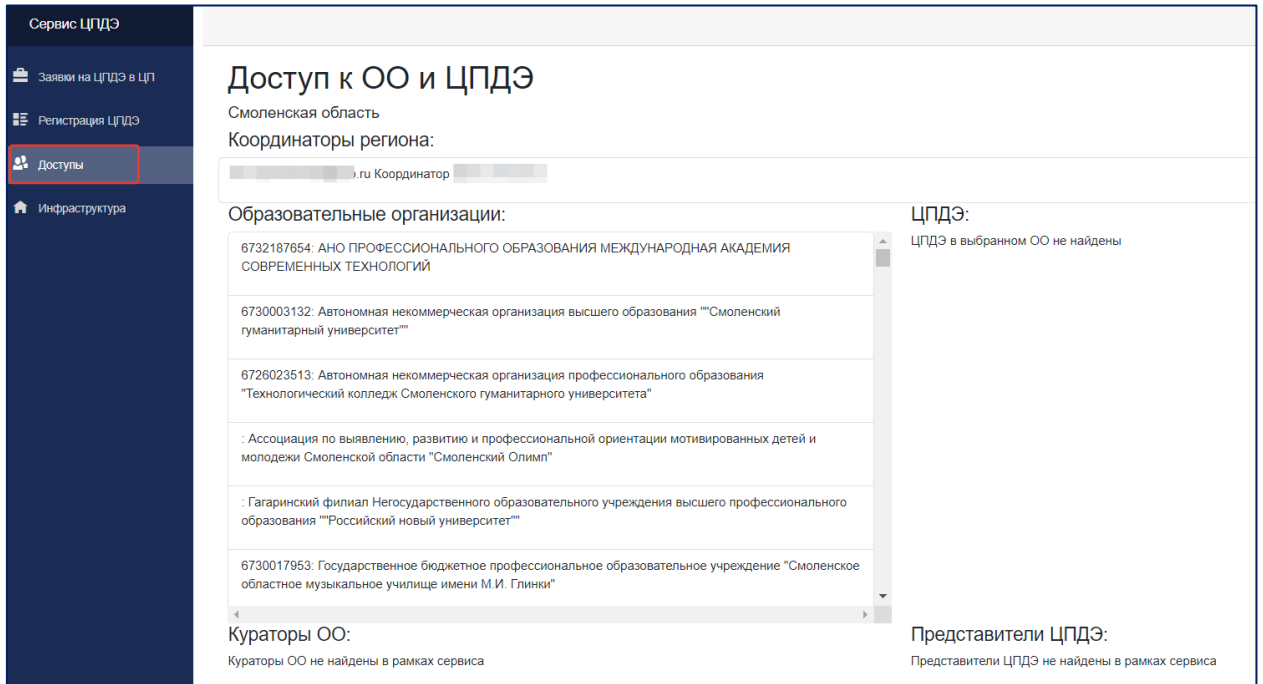 Сервис ЦПДЭ
Заявки на ЦПДЭ в ЦП
Регистрация ЦПДЭ
Доступы
Инфраструктура
Доступ к ОО и ЦПДЭ
Смоленская область
Координаторы региона:
.ru Координатор
Образовательные организации:
6732187654: АНО ПРОФЕССИОНАЛЬНОГО ОБРАЗОВАНИЯ МЕЖДУНАРОДНАЯ АКАДЕМИЯ
СОВРЕМЕННЫХ ТЕХНОЛОГИЙ
6730003132: Автономная некоммерческая организация высшего образования ""Смоленский
гуманитарный университет""
6726023513: Автономная некоммерческая организация профессионального образования
"Технологический колледж Смоленского гуманитарного университета"
: Ассоциация по выявлению, развитию и профессиональной ориентации мотивированных детей и
молодежи Смоленской области "Смоленский Олимп"
: Гагаринский филиал Негосударственного образовательного учреждения высшего профессионального
образования ""Российский новый университет""
6730017953: Государственное бюджетное профессиональное образовательное учреждение "Смоленское
областное музыкальное училище имени М.И. Глинки"
ЦПДЭ:
ЦПДЭ в выбранном ОО не найдены
Кураторы ОО:
Кураторы ОО не найдены в рамках сервиса
Представители ЦПДЭ:
Представители ЦПДЭ не найдены в рамках сервиса